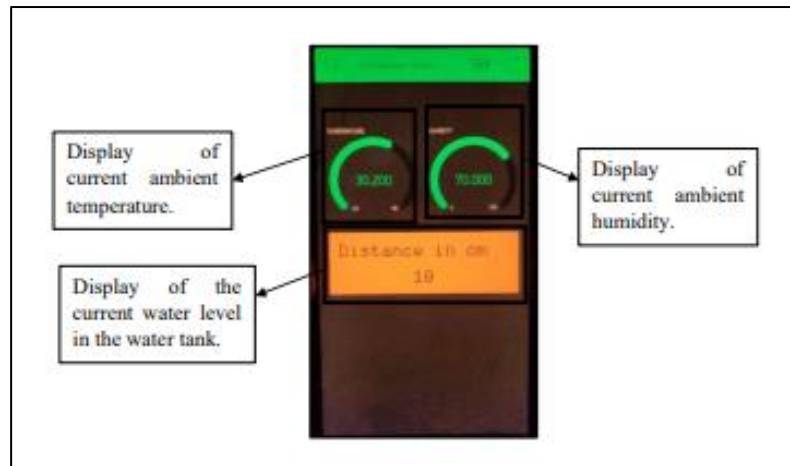 Display of
current ambient
temperature.
30.200
70.000
Display of
current ambient
humidity.
Distance in cm
Display of the
current water level
in the water tank.